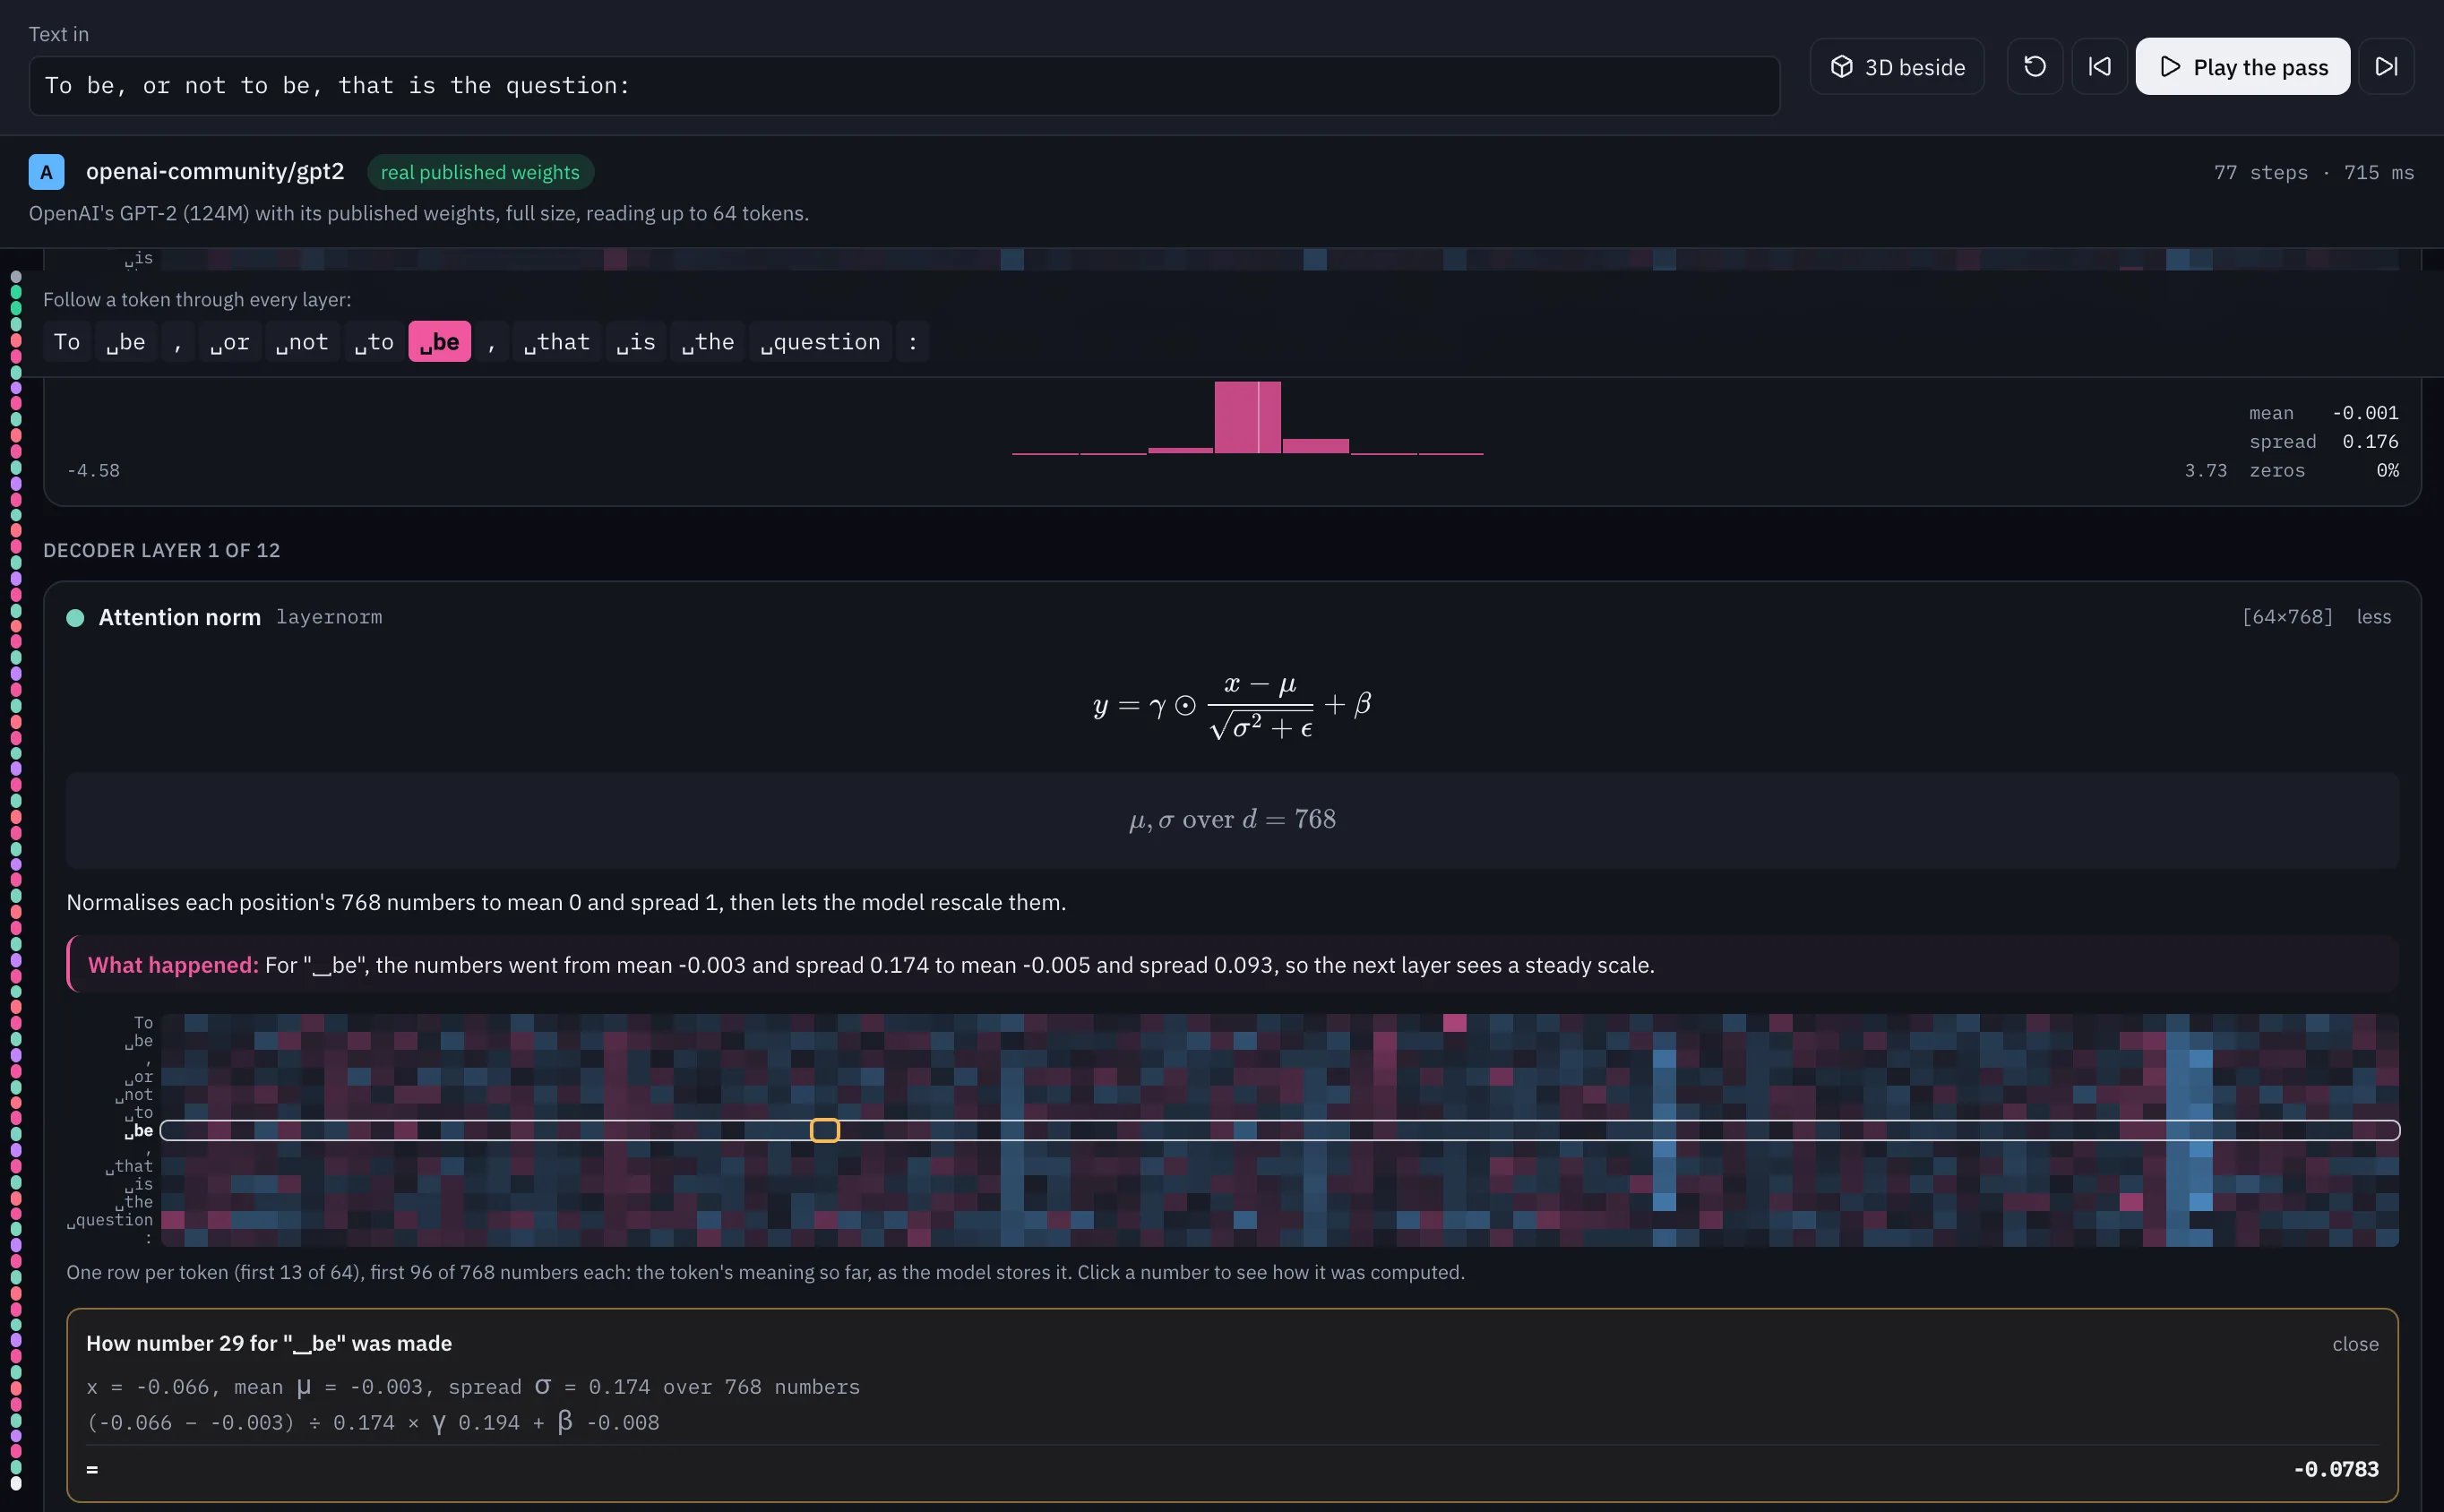 Text in
To be, or not to be, that is the question:
3D beside
Play the pass
A openai-community/gpt2 real published weights
77 steps · 715 ms
OpenAI's GPT-2 (124M) with its published weights, full size, reading up to 64 tokens.
␣is
Follow a token through every layer:
To ␣be , ␣or ␣not ␣to ␣be , ␣that ␣is ␣the ␣question :
mean -0.001
spread 0.176
-4.58 3.73 zeros 0%
DECODER LAYER 1 OF 12
Attention norm layernorm [64×768] less
y = γ ⊙ (x − μ) / √(σ² + ϵ) + β
μ, σ over d = 768
Normalises each position's 768 numbers to mean 0 and spread 1, then lets the model rescale them.
What happened: For "␣be", the numbers went from mean -0.003 and spread 0.174 to mean -0.005 and spread 0.093, so the next layer sees a steady scale.
To
␣be
,
␣or
␣not
␣to
␣be
,
␣that
␣is
␣the
␣question
:
One row per token (first 13 of 64), first 96 of 768 numbers each: the token's meaning so far, as the model stores it. Click a number to see how it was computed.
How number 29 for "␣be" was made close
x = -0.066, mean μ = -0.003, spread σ = 0.174 over 768 numbers
(-0.066 − -0.003) ÷ 0.174 × γ 0.194 + β -0.008
= -0.0783